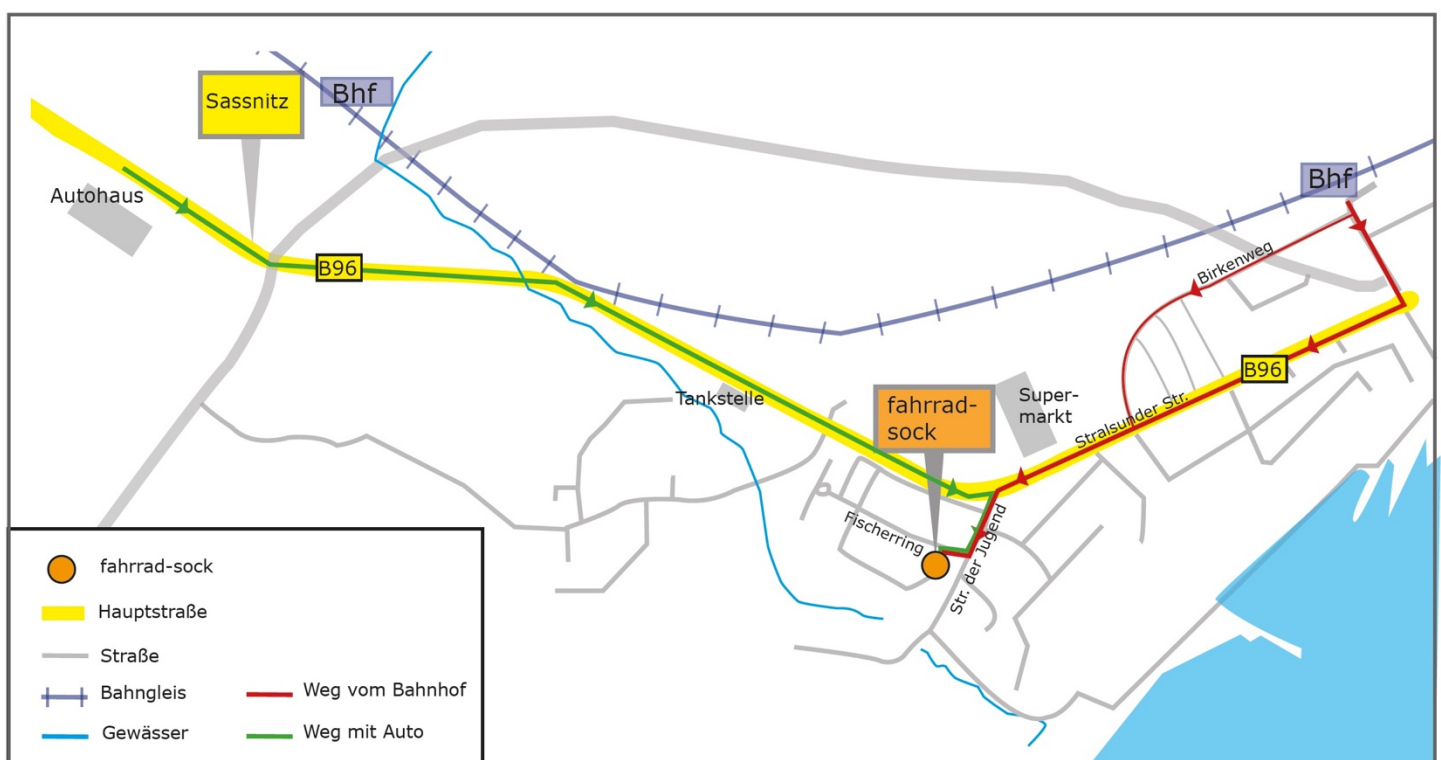 Sassnitz
Bhf
Autohaus
B96
Bhf
Birkenweg
B96
Tankstelle
fahrrad-
sock
Super-
markt
Stralsunder Str.
Fischerring
Str. der Jugend
fahrrad-sock
Hauptstraße
Straße
Bahngleis
Weg vom Bahnhof
Gewässer
Weg mit Auto